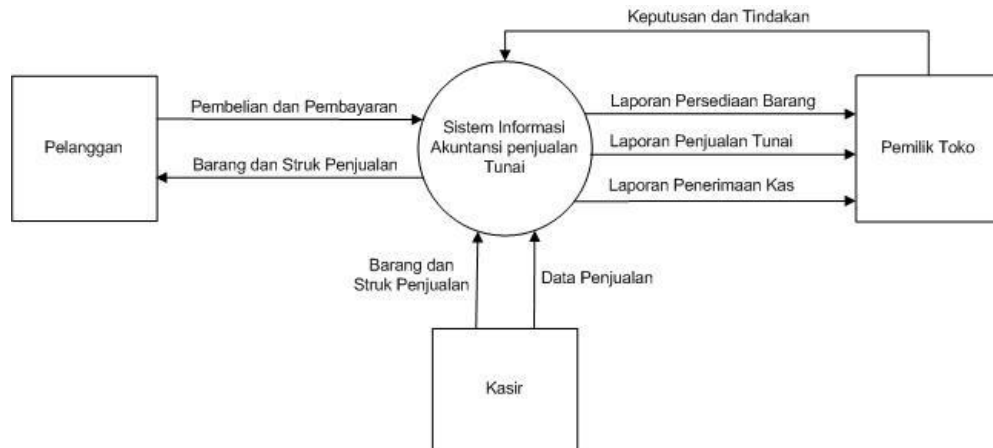 Keputusan dan Tindakan
Pembelian dan Pembayaran
Laporan Persediaan Barang
Pelanggan
Sistem Informasi
Akuntansi penjualan
Tunai
Laporan Penjualan Tunai
Pemilik Toko
Barang dan Struk Penjualan
Laporan Penerimaan Kas
Barang dan
Struk Penjualan
Data Penjualan
Kasir